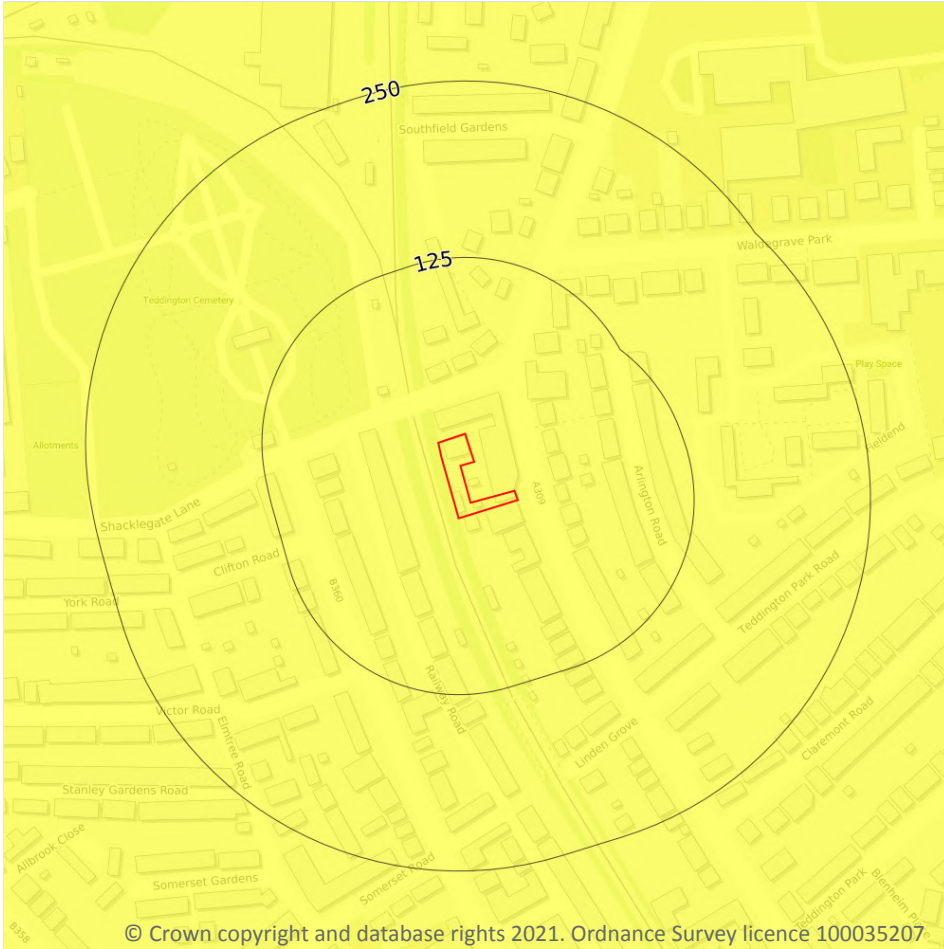 250
Southfield Gardens
Waldegrave Park
125
Teddington Cemetery
Play Space
Allotments
Fieldend
A309
Arlington Road
Shacklegate Lane
Clifton Road
B360
York Road
Teddington Park Road
Railway Road
Victor Road
Elmtree Road
Linden Grove
Claremont Road
Stanley Gardens Road
Allbrook Close
Somerset Road
Somerset Gardens
Teddington Park
Blenheim
B358
© Crown copyright and database rights 2021. Ordnance Survey licence 100035207.